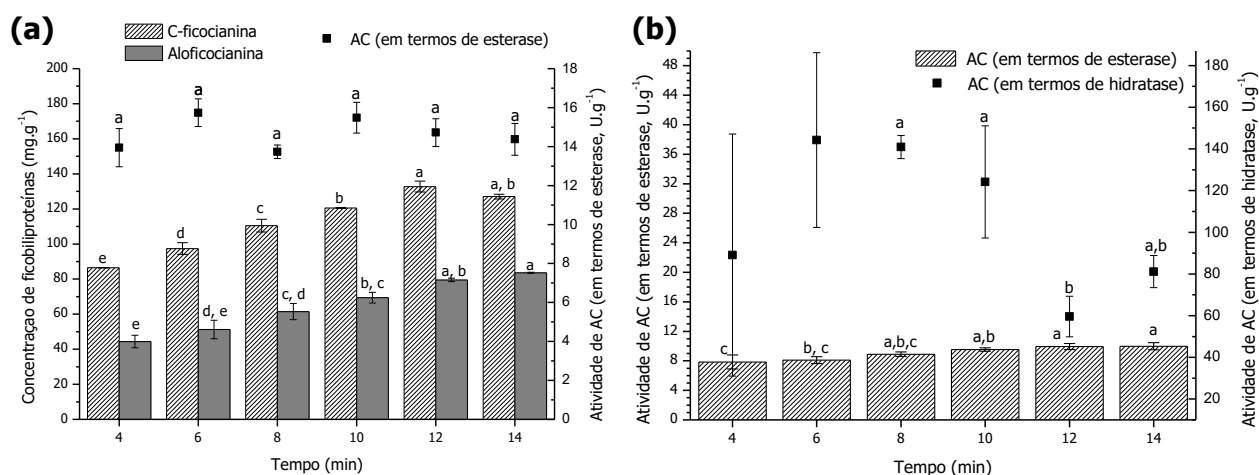 (a)
C-ficocianina
Aloficocianina
AC (em termos de esterase)
Concentraçao de ficobiliproteínas (mg.g-1)
200
180
160
140
120
100
80
60
40
20
0
a
a
a
a
a
a
e
d
c
b
a
a, b
e
d, e
c, d
b, c
a, b
a
18
16
14
12
10
8
6
4
2
0
Atividade de AC (em termos de esterase, U.g-1)
4 6 8 10 12 14
Tempo (min)
(b)
AC (em termos de esterase)
AC (em termos de hidratase)
Atividade de AC (em termos de esterase, U.g-1)
48
44
40
36
32
28
24
20
16
12
8
4
0
a
a
b
a,b
c
b, c
a,b,c
a,b
a
a
180
160
140
120
100
80
60
40
20
Atividade de AC (em termos de hidratase, U.g-1)
4 6 8 10 12 14
Tempo (min)